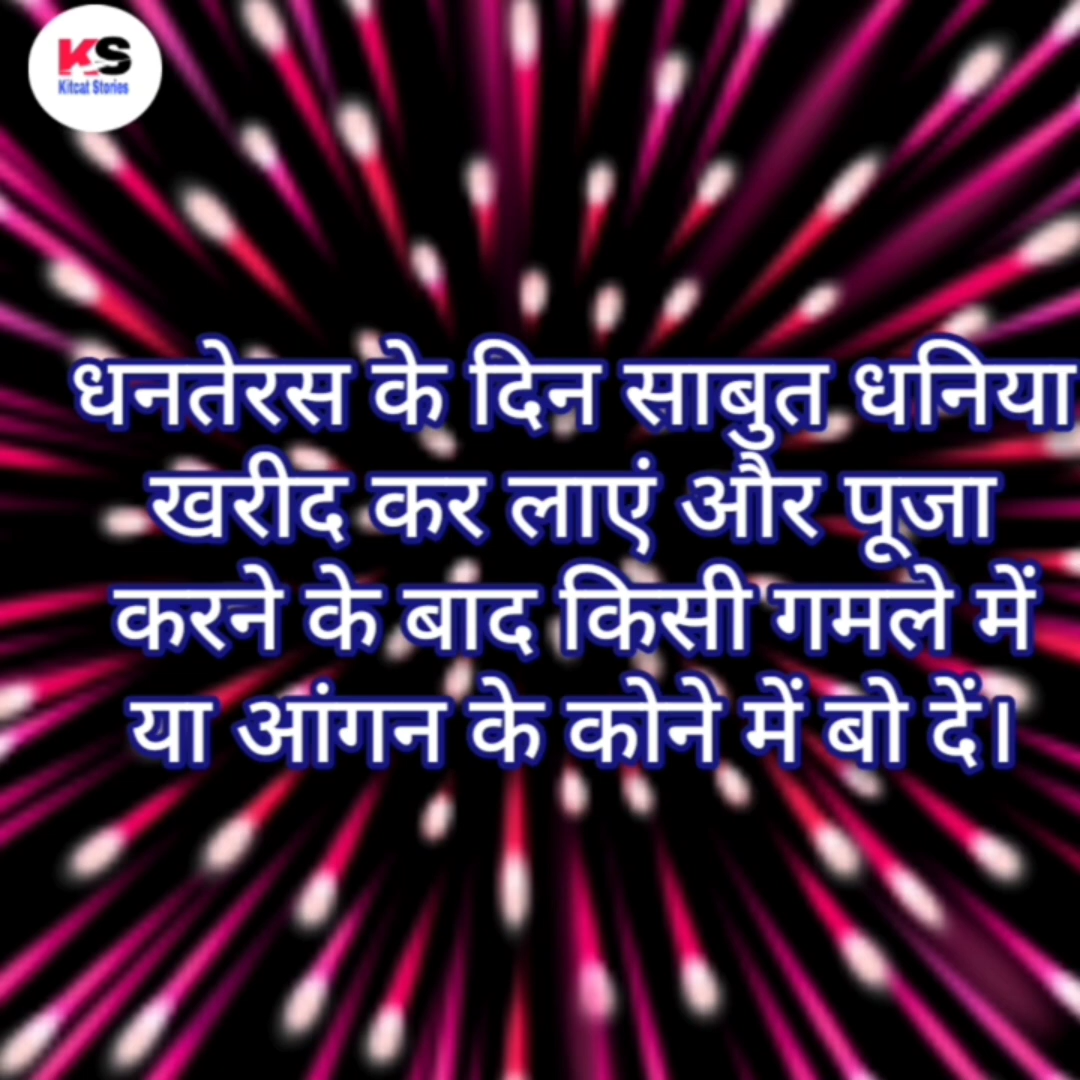 KS
Kitcat Stories
धनतेरस के दिन साबुत धनिया
खरीद कर लाएं और पूजा
करने के बाद किसी गमले में
या आंगन के कोने में बो दें।